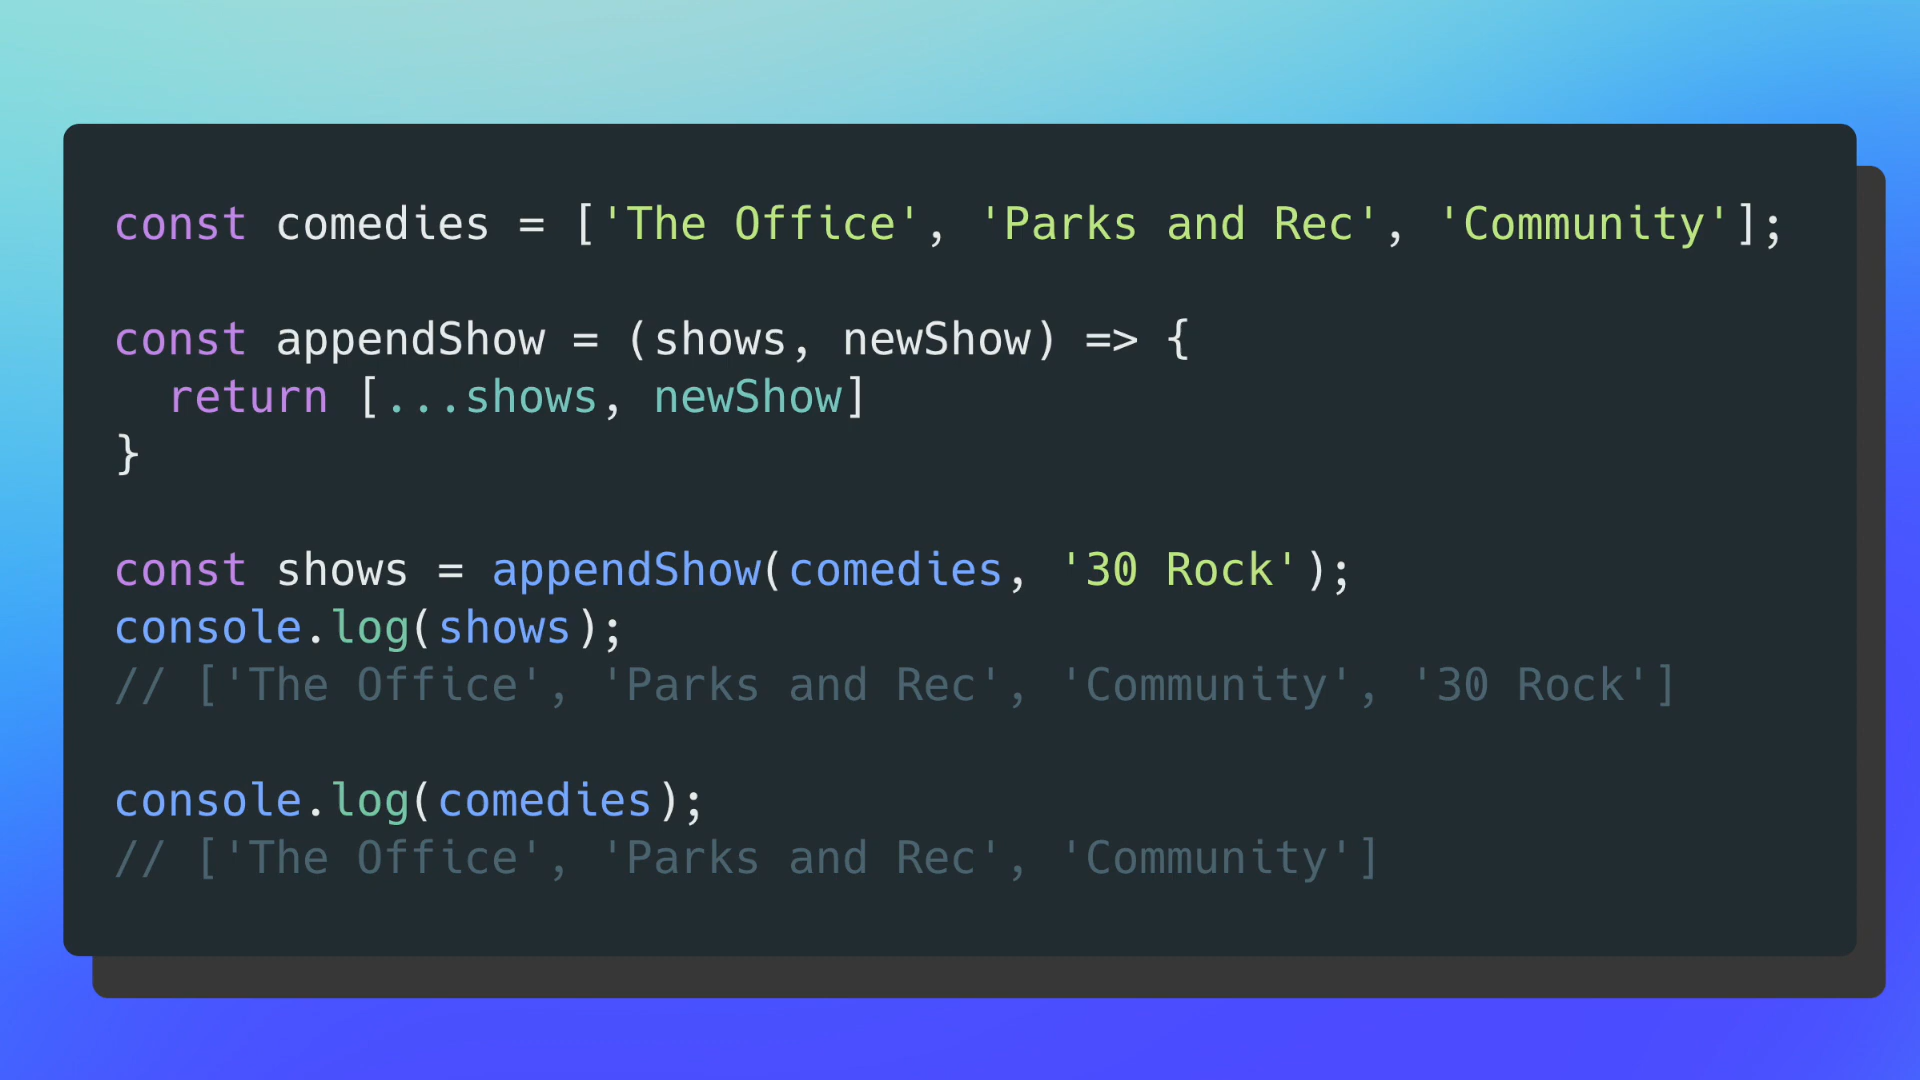 const comedies = ['The Office', 'Parks and Rec', 'Community'];
const appendShow = (shows, newShow) => {
  return [...shows, newShow]
}
const shows = appendShow(comedies, '30 Rock');
console.log(shows);
// ['The Office', 'Parks and Rec', 'Community', '30 Rock']
console.log(comedies);
// ['The Office', 'Parks and Rec', 'Community']